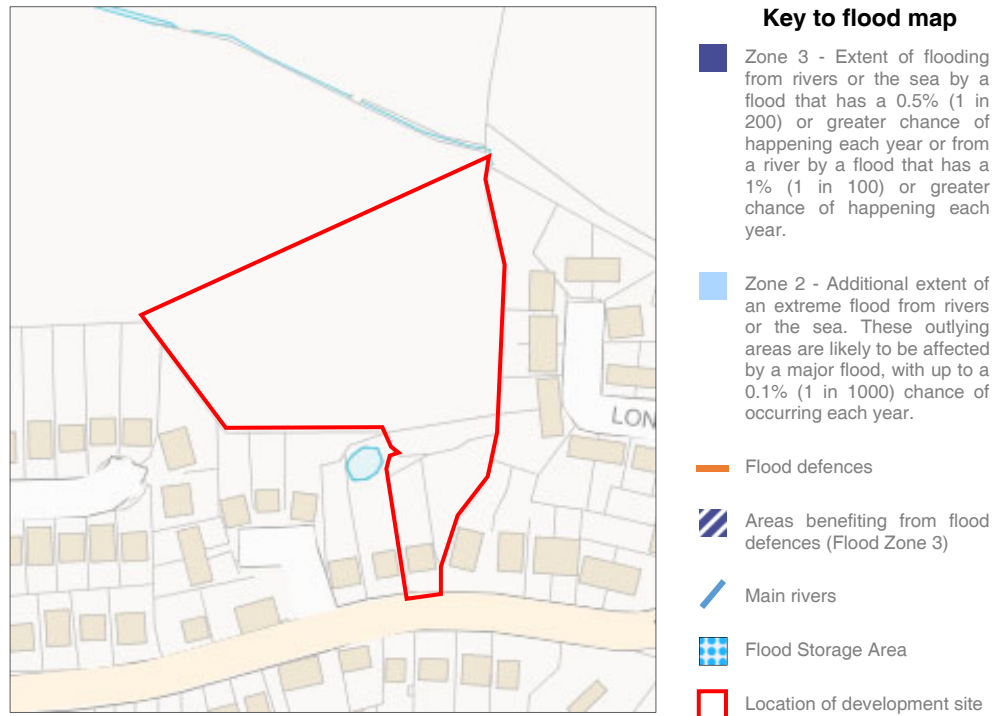 Key to flood map
Zone 3 - Extent of flooding
from rivers or the sea by a
flood that has a 0.5% (1 in
200) or greater chance of
happening each year or from
a river by a flood that has a
1% (1 in 100) or greater
chance of happening each
year.
Zone 2 - Additional extent of
an extreme flood from rivers
or the sea. These outlying
areas are likely to be affected
by a major flood, with up to a
0.1% (1 in 1000) chance of
occurring each year.
LON
Flood defences
Areas benefiting from flood
defences (Flood Zone 3)
Main rivers
Flood Storage Area
Location of development site